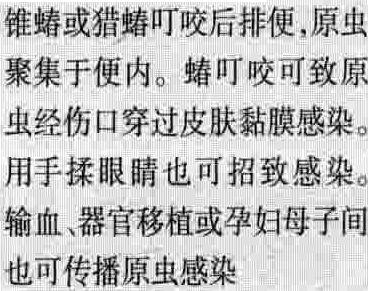 锥蝽或猎蝽叮咬后排便,原虫
聚集于便内。蝽叮咬可致原
虫经伤口穿过皮肤黏膜感染。
用手揉眼睛也可招致感染。
输血、器官移植或孕妇母子间
也可传播原虫感染